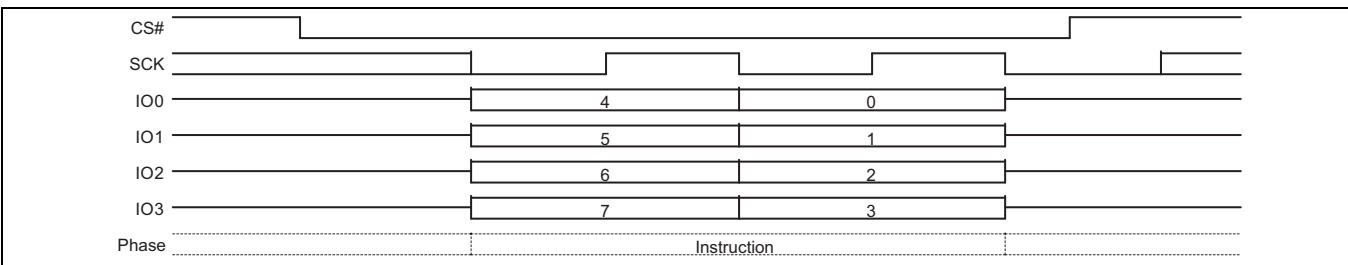 CS#
SCK
IO0 4 0
IO1 5 1
IO2 6 2
IO3 7 3
Phase Instruction